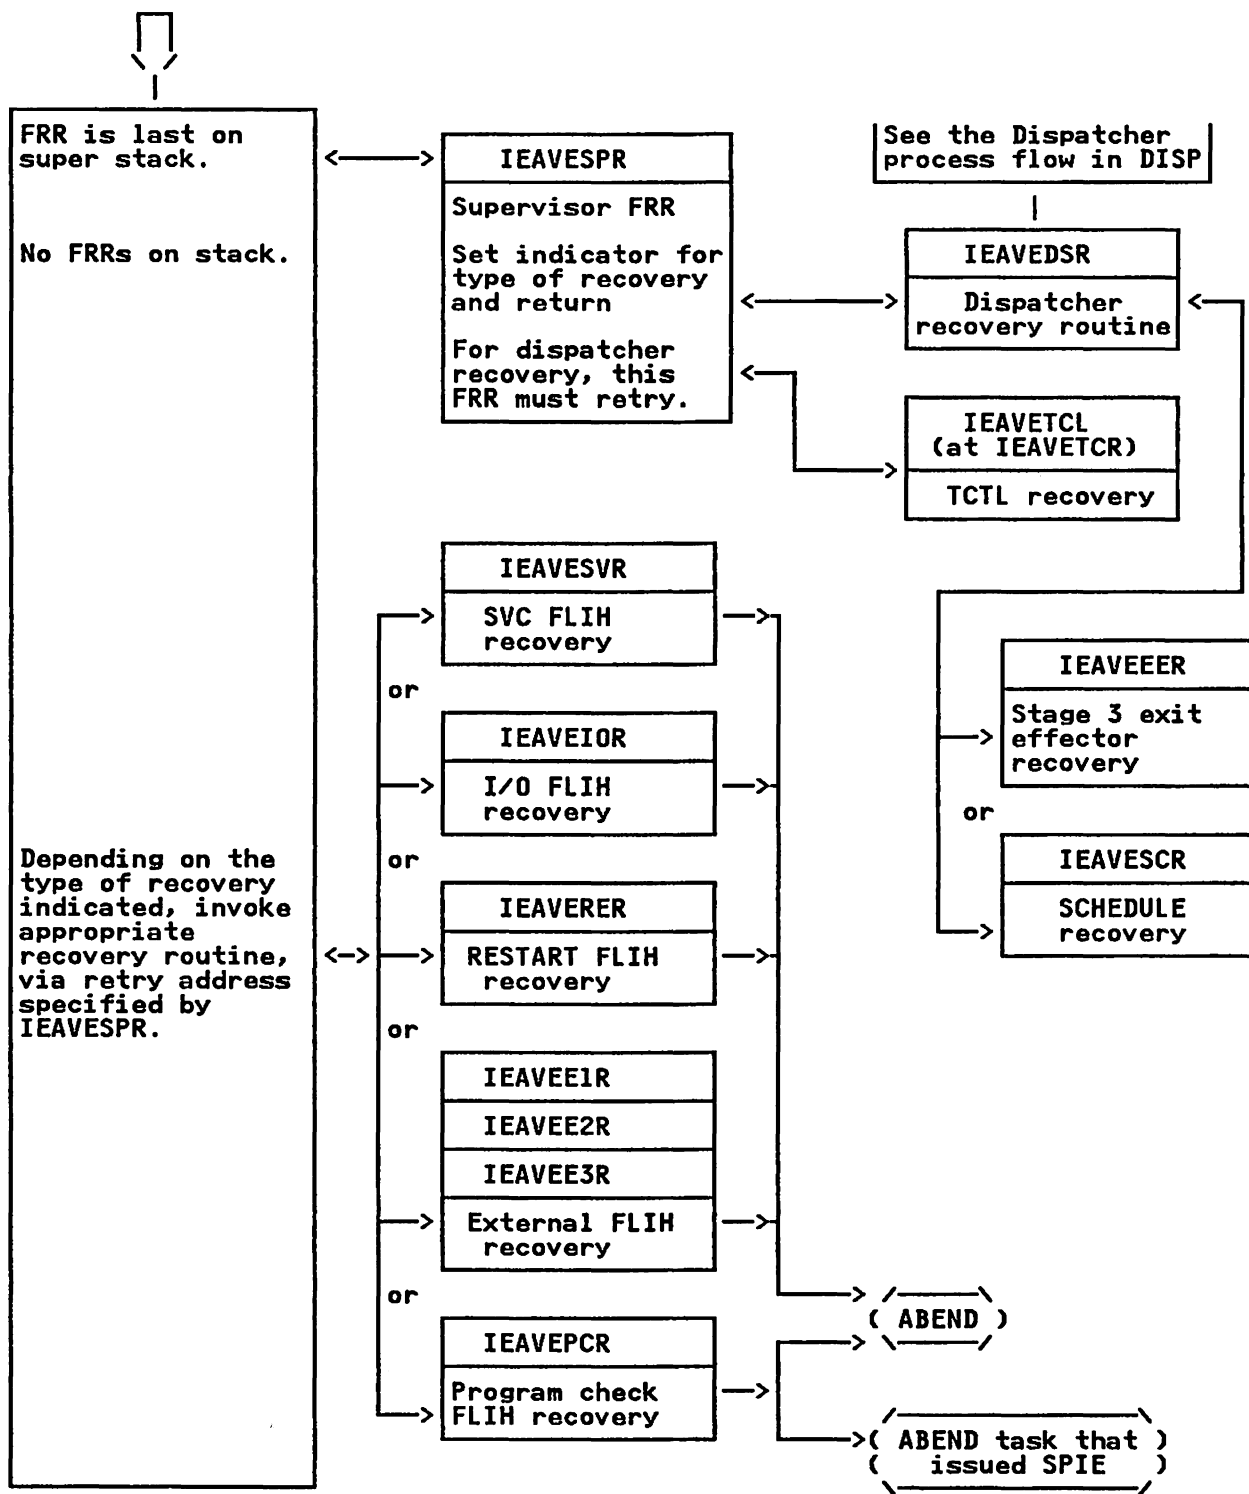 FRR is last on
super stack.
No FRRs on stack.
Depending on the
type of recovery
indicated, invoke
appropriate
recovery routine,
via retry address
specified by
IEAVESPR.
IEAVESPR
Supervisor FRR
Set indicator for
type of recovery
and return
For dispatcher
recovery, this
FRR must retry.
See the Dispatcher
process flow in DISP
IEAVEDSR
Dispatcher
recovery routine
IEAVETCL
(at IEAVETCR)
TCTL recovery
IEAVESVR
SVC FLIH
recovery
or
IEAVEIOR
I/O FLIH
recovery
or
IEAVERER
RESTART FLIH
recovery
or
IEAVEE1R
IEAVEE2R
IEAVEE3R
External FLIH
recovery
or
IEAVEPCR
Program check
FLIH recovery
IEAVEEER
Stage 3 exit
effector
recovery
or
IEAVESCR
SCHEDULE
recovery
( ABEND )
( ABEND task that )
( issued SPIE )